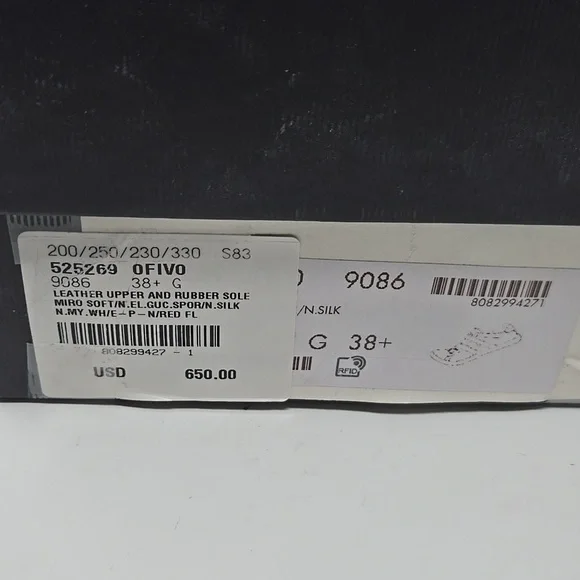 200/250/230/330 S83
525269 0FIV0
9086 38+ G
LEATHER UPPER AND RUBBER SOLE
MIRO SOFT/N.EL.GUC.SPOR/N.SILK
N.MY.WH/E-P-N/RED FL
808299427 - 1
USD 650.00
9086
/N.SILK
8082994271
G 38+
RFID